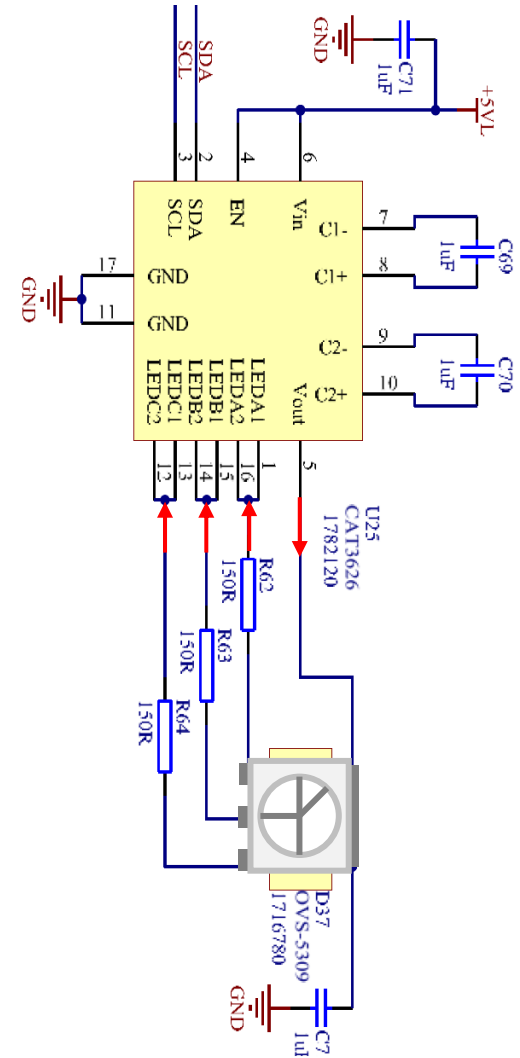 SDA
SCL
GND
C71
1uF
+5VL
3
2
4
6
SCL
SDA
EN
Vin
C1-
7
C1+
8
C69
1uF
C2-
9
C2+
10
C70
1uF
17
GND
11
GND
GND
LEDC2
LEDC1
LEDB2
LEDB1
LEDA2
LEDA1
Vout
12
13
14
15
16
1
5
U25
CAT3626
1782120
R62
150R
R63
150R
R64
150R
D37
OVS-5309
1716780
GND
C7
1uF